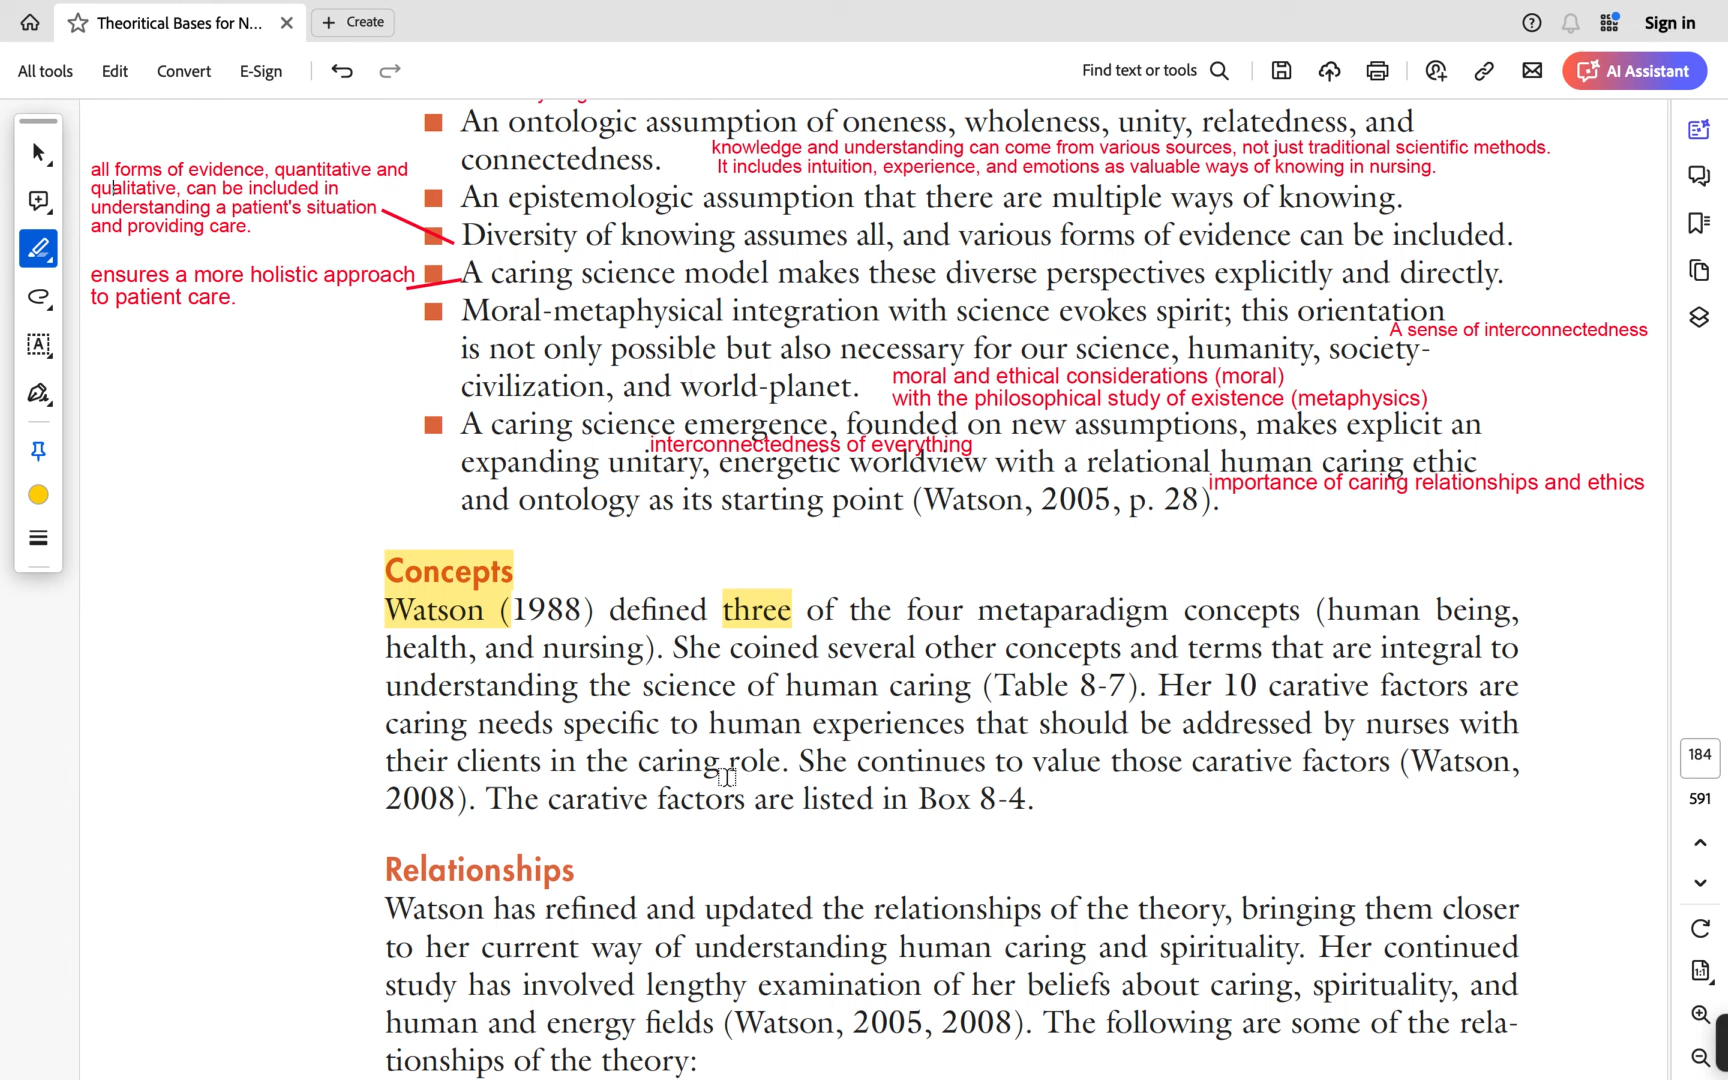 Theoritical Bases for N...
Create
Sign in
All tools
Edit
Convert
E-Sign
Find text or tools
AI Assistant
An ontologic assumption of oneness, wholeness, unity, relatedness, and
connectedness.
knowledge and understanding can come from various sources, not just traditional scientific methods.
It includes intuition, experience, and emotions as valuable ways of knowing in nursing.
all forms of evidence, quantitative and
qualitative, can be included in
understanding a patient's situation
and providing care.
An epistemologic assumption that there are multiple ways of knowing.
Diversity of knowing assumes all, and various forms of evidence can be included.
ensures a more holistic approach
to patient care.
A caring science model makes these diverse perspectives explicitly and directly.
Moral-metaphysical integration with science evokes spirit; this orientation
A sense of interconnectedness
is not only possible but also necessary for our science, humanity, society-
civilization, and world-planet.
moral and ethical considerations (moral)
with the philosophical study of existence (metaphysics)
A caring science emergence, founded on new assumptions, makes explicit an
interconnectedness of everything
expanding unitary, energetic worldview with a relational human caring ethic
importance of caring relationships and ethics
and ontology as its starting point (Watson, 2005, p. 28).
Concepts
Watson (1988) defined three of the four metaparadigm concepts (human being,
health, and nursing). She coined several other concepts and terms that are integral to
understanding the science of human caring (Table 8-7). Her 10 carative factors are
caring needs specific to human experiences that should be addressed by nurses with
their clients in the caring role. She continues to value those carative factors (Watson,
2008). The carative factors are listed in Box 8-4.
Relationships
Watson has refined and updated the relationships of the theory, bringing them closer
to her current way of understanding human caring and spirituality. Her continued
study has involved lengthy examination of her beliefs about caring, spirituality, and
human and energy fields (Watson, 2005, 2008). The following are some of the rela-
tionships of the theory:
184
591